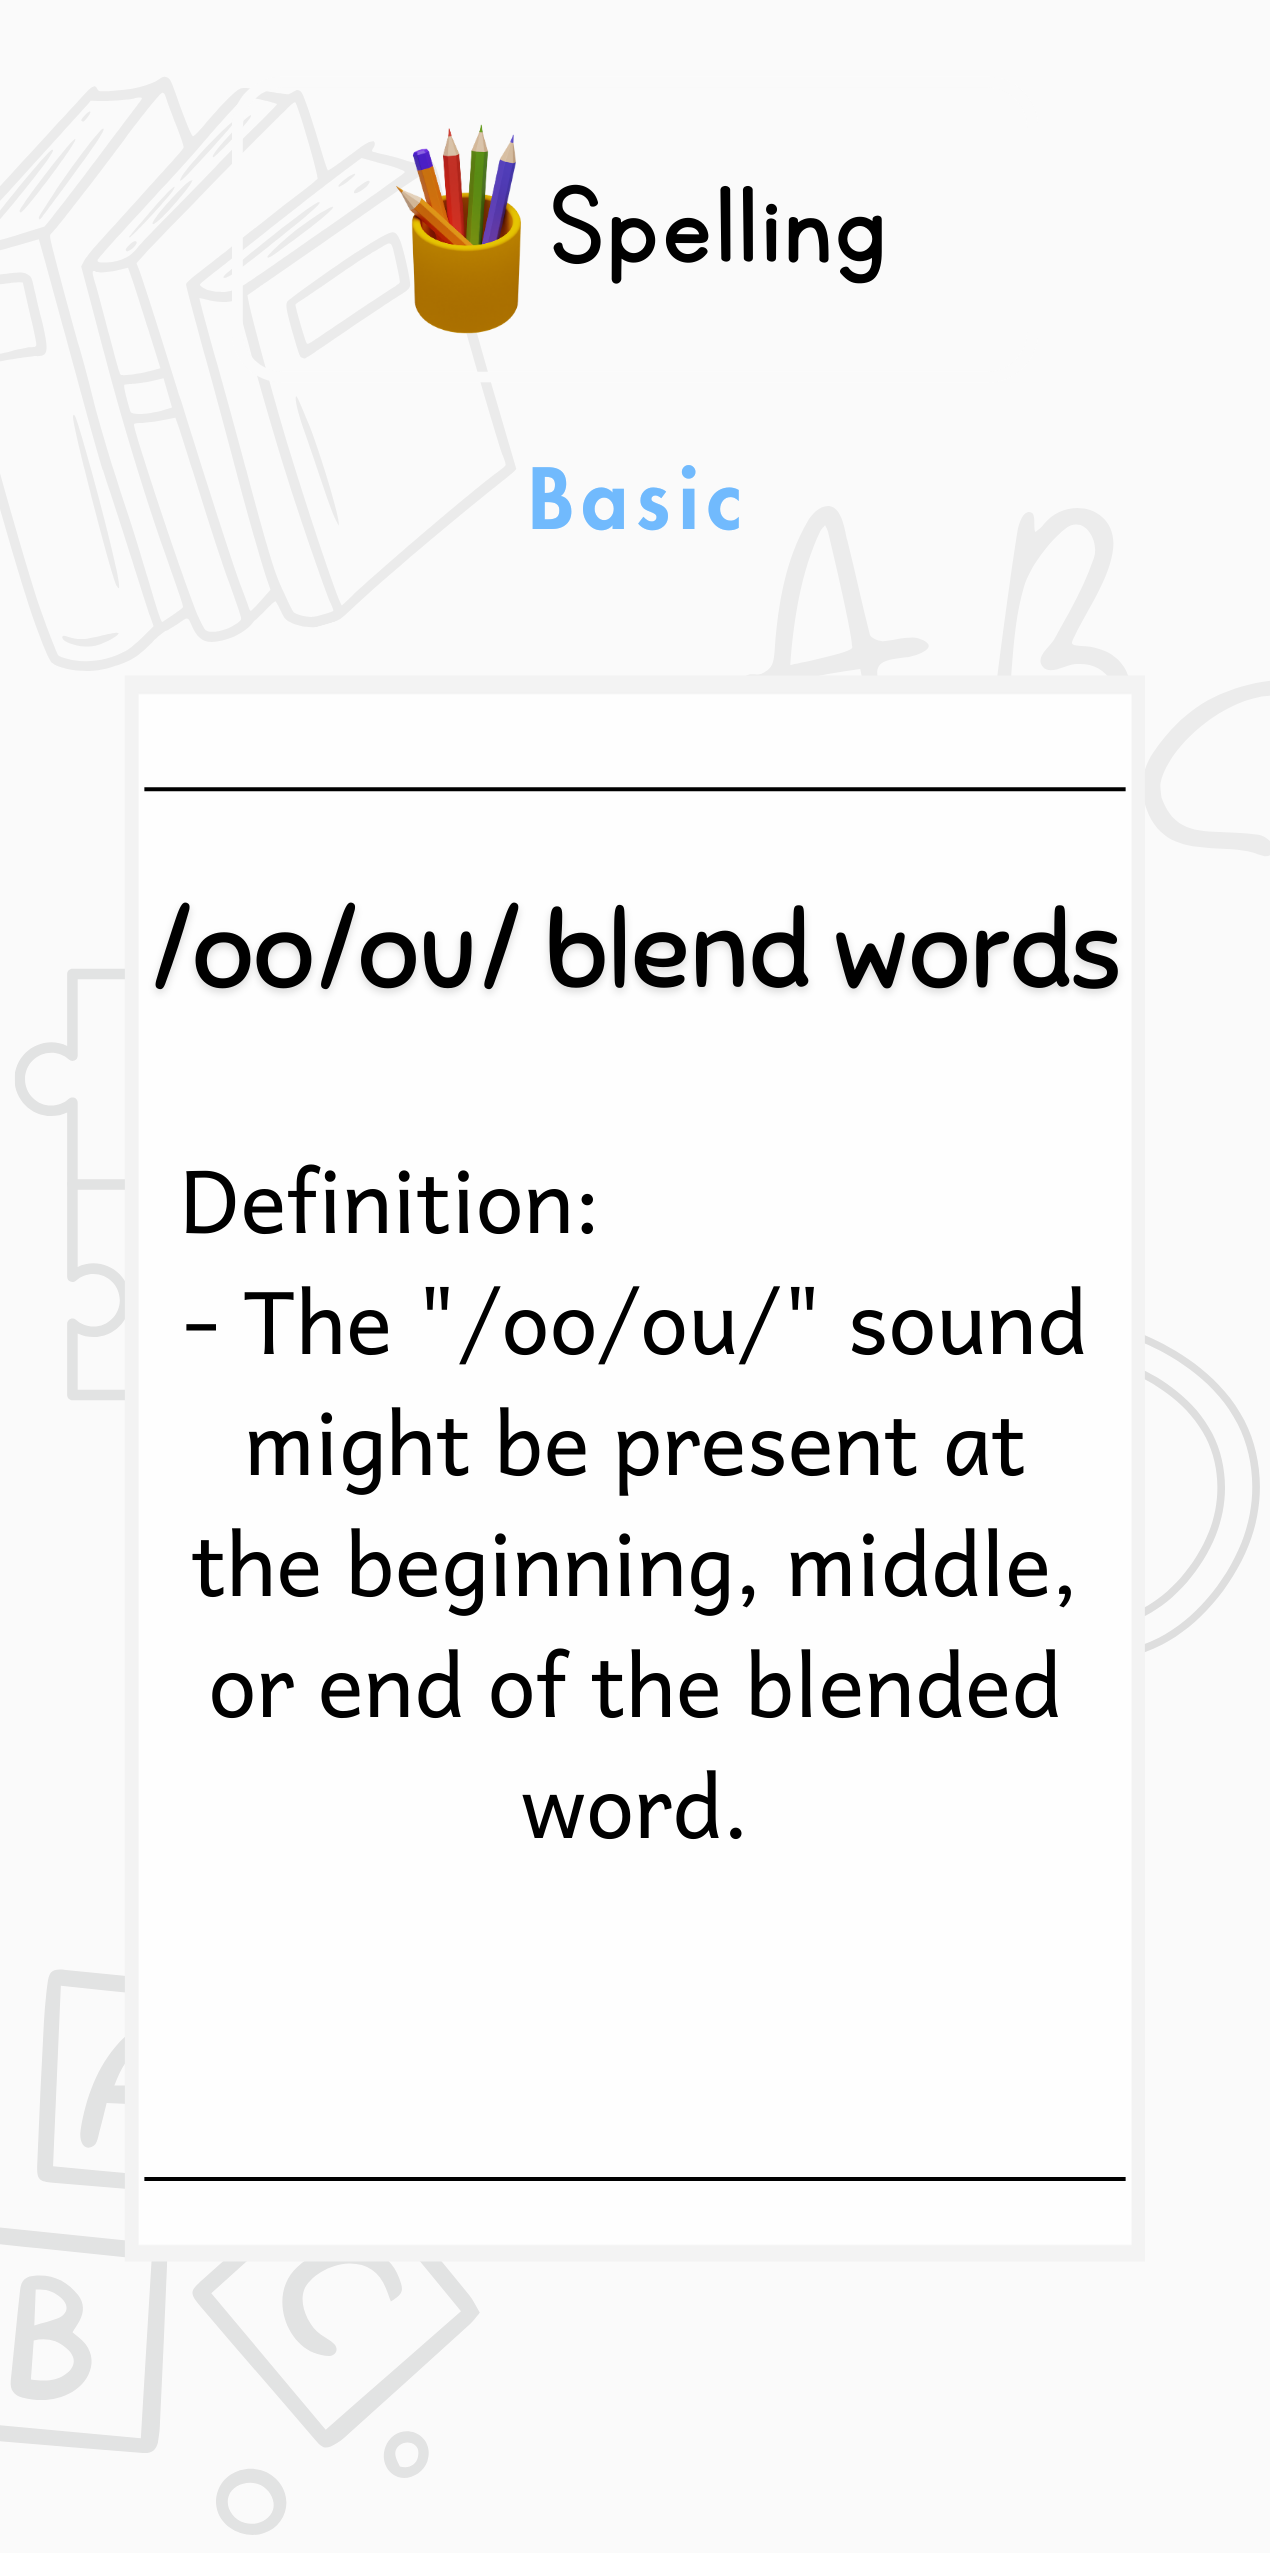 Spelling
Basic
/oo/ou/ blend words
Definition:
- The "/oo/ou/" sound
might be present at
the beginning, middle,
or end of the blended
word.
A B
C
A
B
C